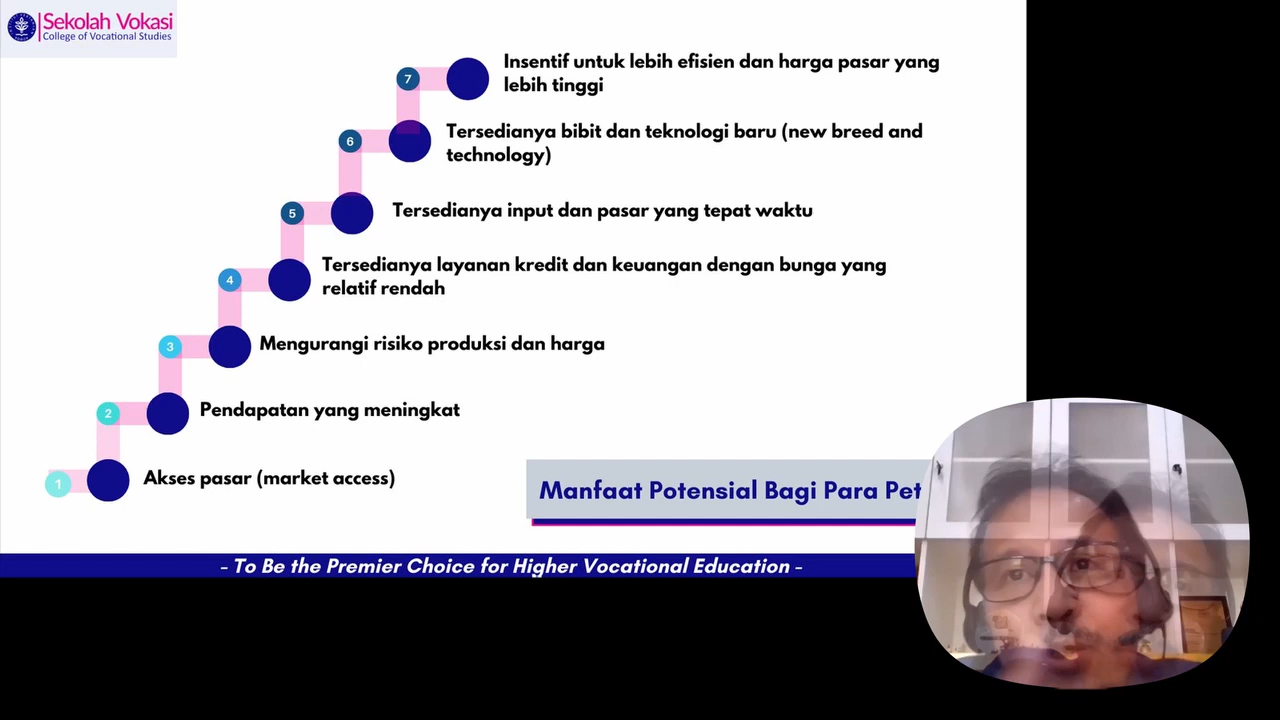 Sekolah Vokasi
College of Vocational Studies
7
Insentif untuk lebih efisien dan harga pasar yang
lebih tinggi
6
Tersedianya bibit dan teknologi baru (new breed and
technology)
5
Tersedianya input dan pasar yang tepat waktu
4
Tersedianya layanan kredit dan keuangan dengan bunga yang
relatif rendah
3
Mengurangi risiko produksi dan harga
2
Pendapatan yang meningkat
1
Akses pasar (market access)
Manfaat Potensial Bagi Para Pet
- To Be the Premier Choice for Higher Vocational Education -